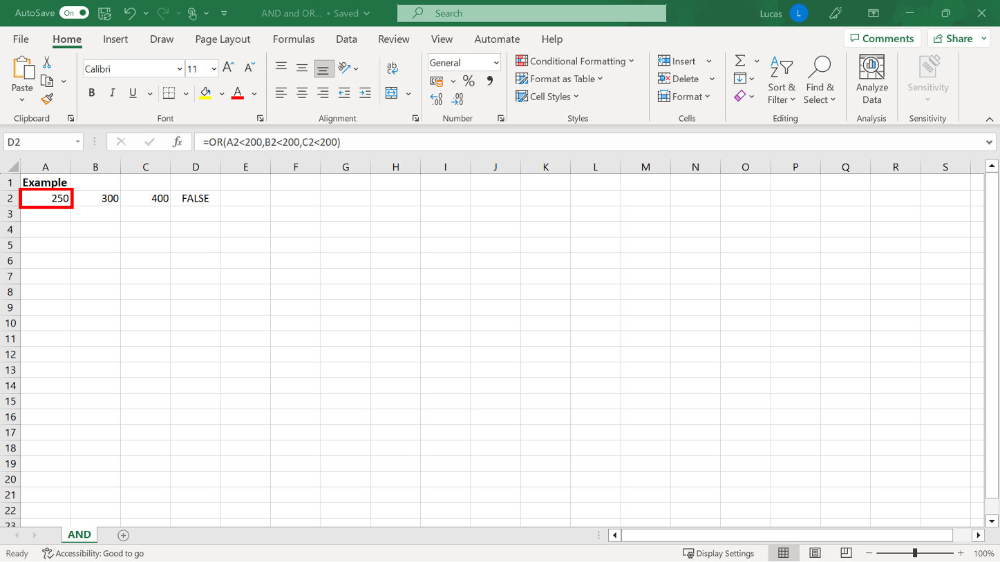 AutoSave On AND and OR... • Saved Search Lucas L
File Home Insert Draw Page Layout Formulas Data Review View Automate Help Comments Share
Calibri 11 General Conditional Formatting Insert
Paste B I U A ab c % , Format as Table Delete Sort & Filter Find & Select Analyze Data Sensitivity
←.00 .00→0 Cell Styles Format
Clipboard Font Alignment Number Styles Cells Editing Analysis Sensitivity
D2 fx =OR(A2<200,B2<200,C2<200)
A B C D E F G H I J K L M N O P Q R S
1 Example
2 250 300 400 FALSE
3
4
5
6
7
8
9
10
11
12
13
14
15
16
17
18
19
20
21
22
23
AND
Ready Accessibility: Good to go Display Settings 100%